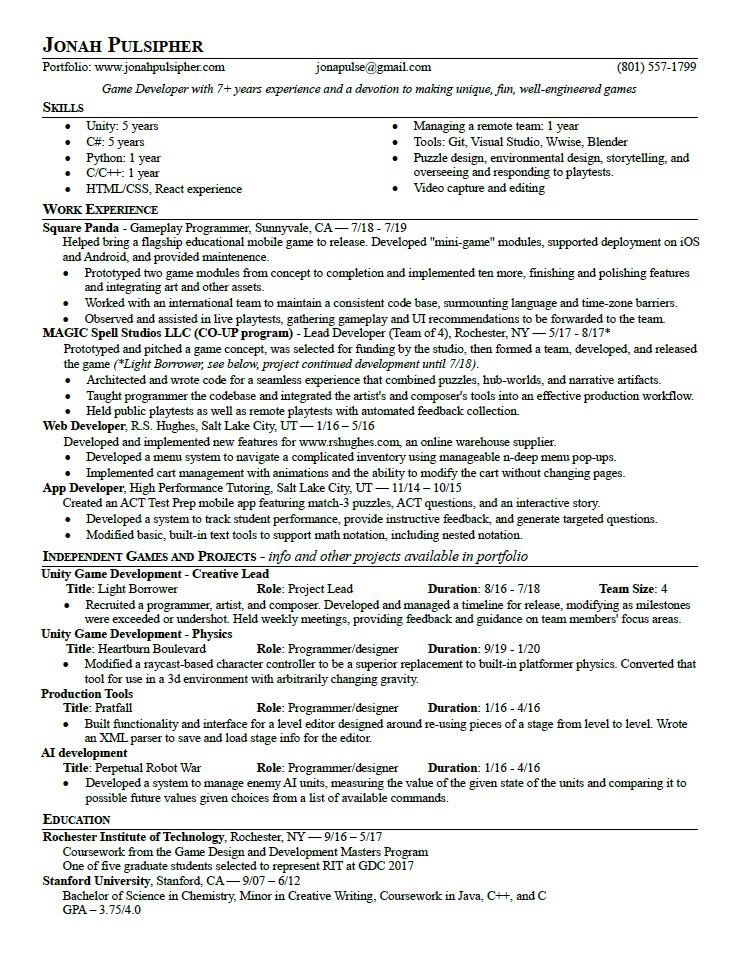 JONAH PULSIPHER
Portfolio: www.jonahpulsipher.com jonapulse@gmail.com (801) 557-1799
Game Developer with 7+ years experience and a devotion to making unique, fun, well-engineered games
SKILLS
• Unity: 5 years
• C#: 5 years
• Python: 1 year
• C/C++: 1 year
• HTML/CSS, React experience
• Managing a remote team: 1 year
• Tools: Git, Visual Studio, Wwise, Blender
• Puzzle design, environmental design, storytelling, and
overseeing and responding to playtests.
• Video capture and editing
WORK EXPERIENCE
Square Panda - Gameplay Programmer, Sunnyvale, CA — 7/18 - 7/19
Helped bring a flagship educational mobile game to release. Developed "mini-game" modules, supported deployment on iOS
and Android, and provided maintenence.
• Prototyped two game modules from concept to completion and implemented ten more, finishing and polishing features
and integrating art and other assets.
• Worked with an international team to maintain a consistent code base, surmounting language and time-zone barriers.
• Observed and assisted in live playtests, gathering gameplay and UI recommendations to be forwarded to the team.
MAGIC Spell Studios LLC (CO-UP program) - Lead Developer (Team of 4), Rochester, NY — 5/17 - 8/17*
Prototyped and pitched a game concept, was selected for funding by the studio, then formed a team, developed, and released
the game (*Light Borrower, see below, project continued development until 7/18).
• Architected and wrote code for a seamless experience that combined puzzles, hub-worlds, and narrative artifacts.
• Taught programmer the codebase and integrated the artist's and composer's tools into an effective production workflow.
• Held public playtests as well as remote playtests with automated feedback collection.
Web Developer, R.S. Hughes, Salt Lake City, UT — 1/16 – 5/16
Developed and implemented new features for www.rshughes.com, an online warehouse supplier.
• Developed a menu system to navigate a complicated inventory using manageable n-deep menu pop-ups.
• Implemented cart management with animations and the ability to modify the cart without changing pages.
App Developer, High Performance Tutoring, Salt Lake City, UT — 11/14 – 10/15
Created an ACT Test Prep mobile app featuring match-3 puzzles, ACT questions, and an interactive story.
• Developed a system to track student performance, provide instructive feedback, and generate targeted questions.
• Modified basic, built-in text tools to support math notation, including nested notation.
INDEPENDENT GAMES AND PROJECTS - info and other projects available in portfolio
Unity Game Development - Creative Lead
Title: Light Borrower Role: Project Lead Duration: 8/16 - 7/18 Team Size: 4
• Recruited a programmer, artist, and composer. Developed and managed a timeline for release, modifying as milestones
were exceeded or undershot. Held weekly meetings, providing feedback and guidance on team members' focus areas.
Unity Game Development - Physics
Title: Heartburn Boulevard Role: Programmer/designer Duration: 9/19 - 1/20
• Modified a raycast-based character controller to be a superior replacement to built-in platformer physics. Converted that
tool for use in a 3d environment with arbitrarily changing gravity.
Production Tools
Title: Pratfall Role: Programmer/designer Duration: 1/16 - 4/16
• Built functionality and interface for a level editor designed around re-using pieces of a stage from level to level. Wrote
an XML parser to save and load stage info for the editor.
AI development
Title: Perpetual Robot War Role: Programmer/designer Duration: 1/16 - 4/16
• Developed a system to manage enemy AI units, measuring the value of the given state of the units and comparing it to
possible future values given choices from a list of available commands.
EDUCATION
Rochester Institute of Technology, Rochester, NY — 9/16 – 5/17
Coursework from the Game Design and Development Masters Program
One of five graduate students selected to represent RIT at GDC 2017
Stanford University, Stanford, CA — 9/07 – 6/12
Bachelor of Science in Chemistry, Minor in Creative Writing, Coursework in Java, C++, and C
GPA – 3.75/4.0